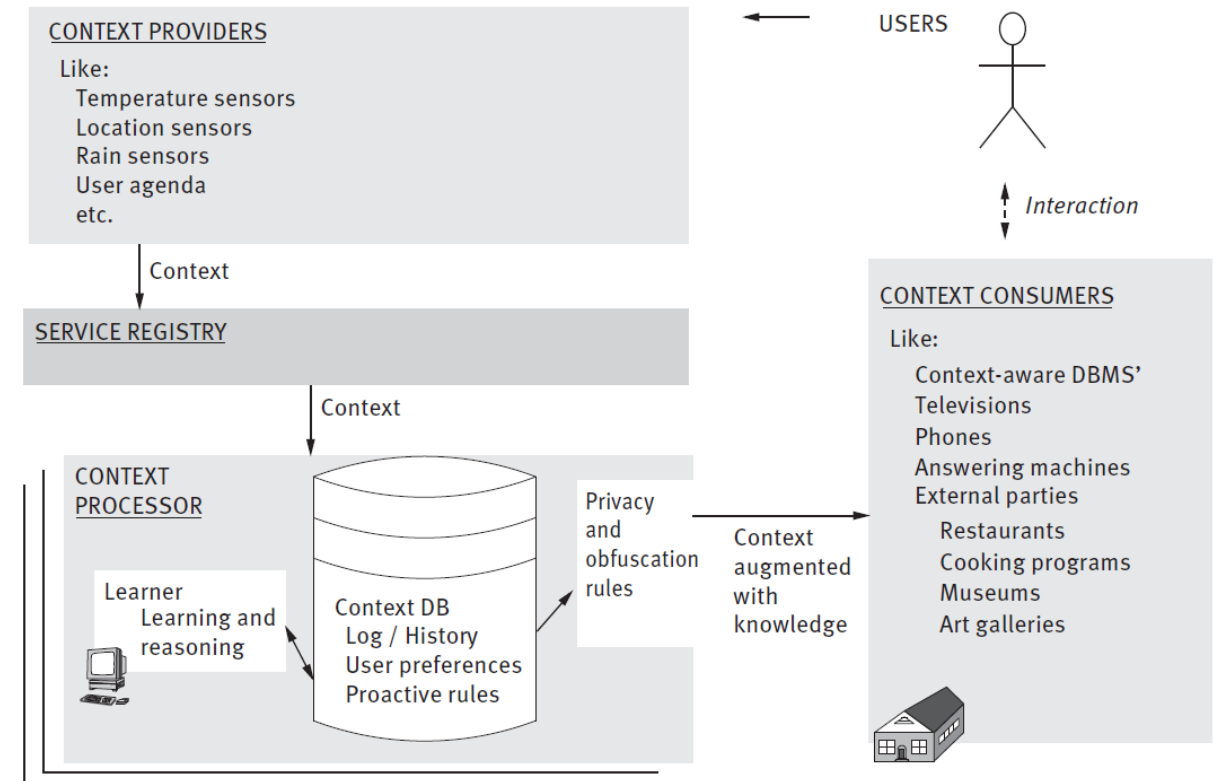 CONTEXT PROVIDERS
Like:
Temperature sensors
Location sensors
Rain sensors
User agenda
etc.
USERS
Interaction
Context
SERVICE REGISTRY
Context
CONTEXT
PROCESSOR
Learner
Learning and
reasoning
Context DB
Log / History
User preferences
Proactive rules
Privacy
and
obfuscation
rules
Context
augmented
with
knowledge
CONTEXT CONSUMERS
Like:
Context-aware DBMS’
Televisions
Phones
Answering machines
External parties
Restaurants
Cooking programs
Museums
Art galleries